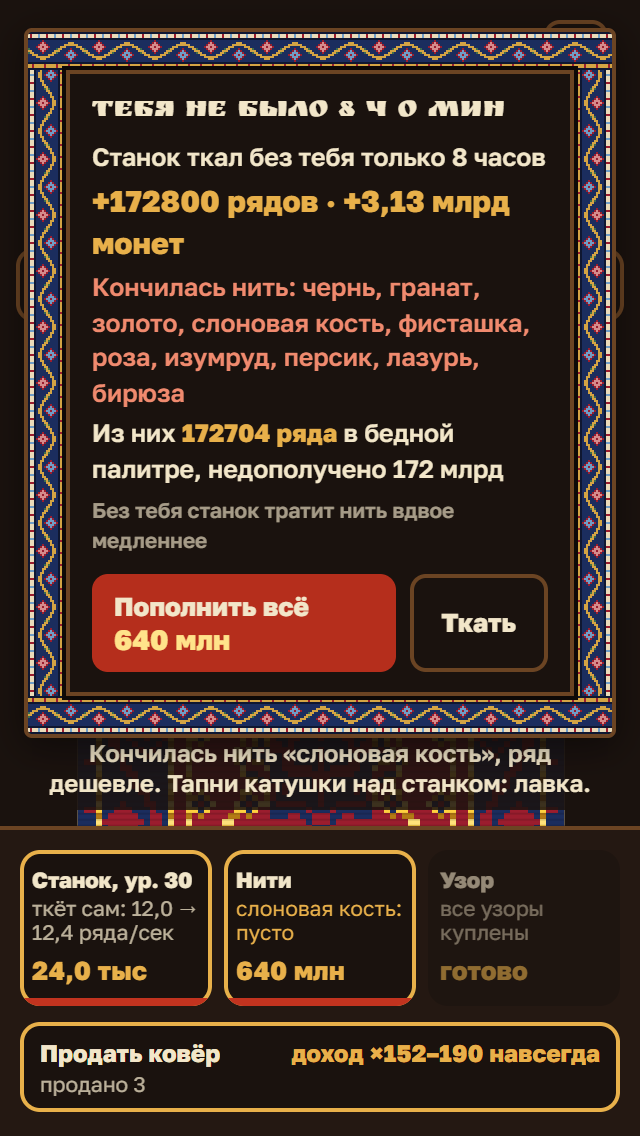 ТЕБЯ НЕ БЫЛО 8 Ч 0 МИН
Станок ткал без тебя только 8 часов
+172800 рядов · +3,13 млрд
монет
Кончилась нить: чернь, гранат,
золото, слоновая кость, фисташка,
роза, изумруд, персик, лазурь,
бирюза
Из них 172704 ряда в бедной
палитре, недополучено 172 млрд
Без тебя станок тратит нить вдвое
медленнее
Пополнить всё
640 млн
Ткать
Кончилась нить «слоновая кость», ряд
дешевле. Тапни катушки над станком: лавка.
Станок, ур. 30
ткёт сам: 12,0 →
12,4 ряда/сек
24,0 тыс
Нити
слоновая кость:
пусто
640 млн
Узор
все узоры
куплены
готово
Продать ковёр
доход ×152–190 навсегда
продано 3